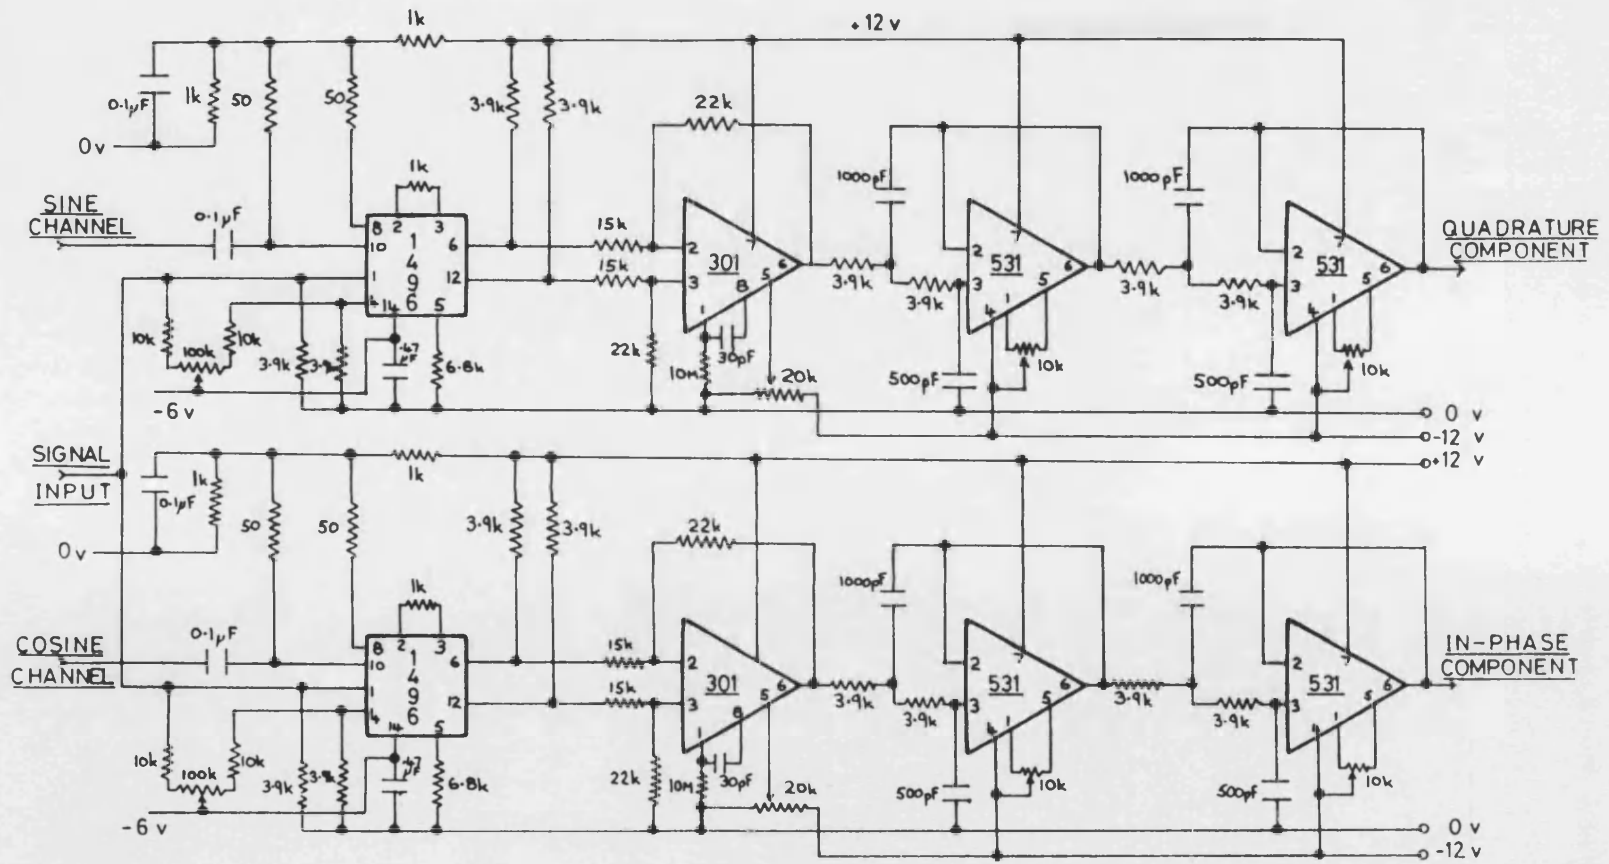 1k
+12 v
0.1µF
1k
50
50
3.9k
3.9k
22k
0v
1k
1000pF
1000pF
SINE
CHANNEL
0.1µF
8
2
3
10
1
4
9
6
6
12
1
4
14
5
15k
15k
2
3
301
7
6
5
8
1
3.9k
3.9k
2
3
531
7
6
5
1
4
3.9k
3.9k
2
3
531
7
6
5
1
4
QUADRATURE
COMPONENT
10k
100k
10k
3.9k
3.9k
.47
µF
6.8k
22k
10M
30pF
20k
500pF
10k
500pF
10k
-6 v
0 v
-12 v
+12 v
SIGNAL
INPUT
0.1µF
1k
50
50
1k
3.9k
3.9k
22k
0v
1k
1000pF
1000pF
COSINE
CHANNEL
0.1µF
8
2
3
10
1
4
9
6
6
12
1
4
14
5
15k
15k
2
3
301
7
6
5
8
1
3.9k
3.9k
2
3
531
7
6
5
1
4
3.9k
3.9k
2
3
531
7
6
5
1
4
IN-PHASE
COMPONENT
10k
100k
10k
3.9k
3.9k
.47
µF
6.8k
22k
10M
30pF
20k
500pF
10k
500pF
10k
-6 v
0 v
-12 v